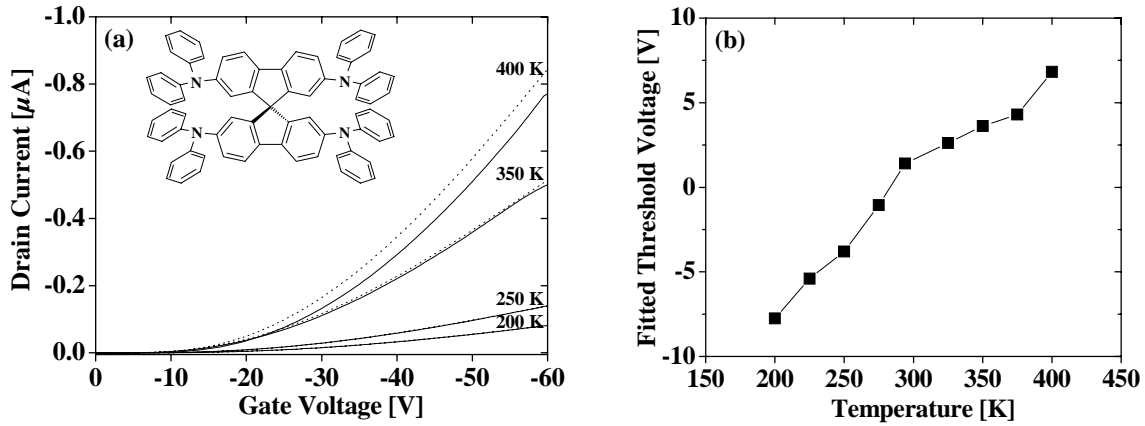 (a)
-1.0
-0.8
-0.6
-0.4
-0.2
0.0
Drain Current [μA]
N
N
N
N
400 K
350 K
250 K
200 K
0
-10
-20
-30
-40
-50
-60
Gate Voltage [V]
(b)
10
5
0
-5
-10
Fitted Threshold Voltage [V]
150
200
250
300
350
400
450
Temperature [K]